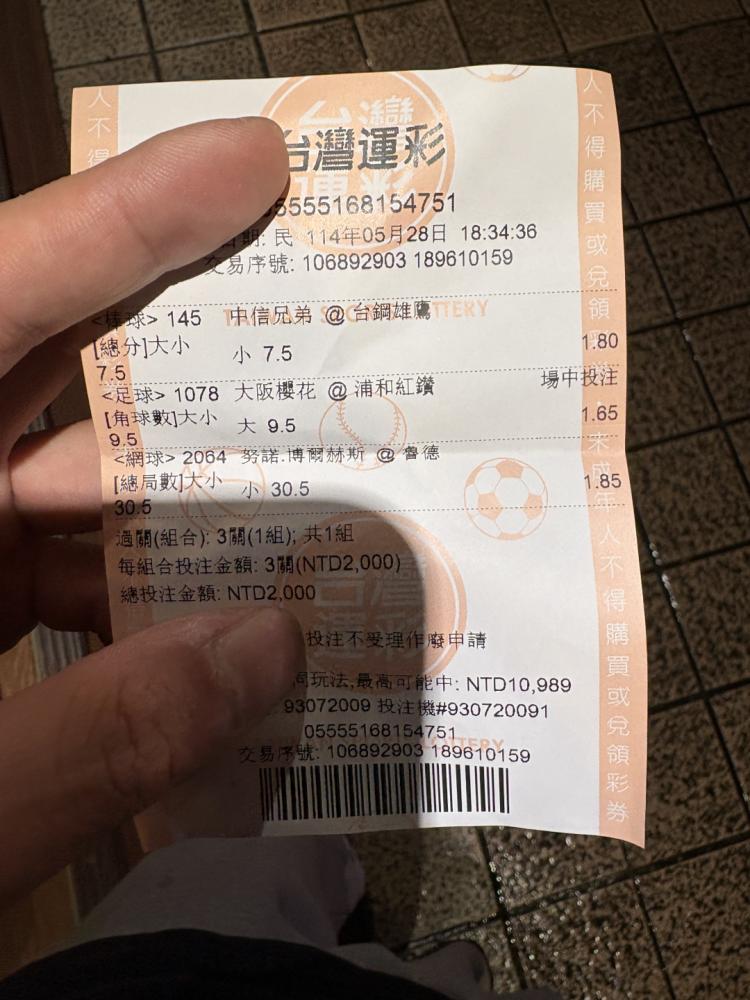 台灣運彩
5555168154751
日期: 民 114年05月28日 18:34:36
交易序號: 106892903 189610159
<棒球> 145 中信兄弟 @ 台鋼雄鷹
[總分]大小 小 7.5 1.80
7.5
<足球> 1078 大阪櫻花 @ 浦和紅鑽 場中投注
[角球數]大小 大 9.5 1.65
9.5
<網球> 2064 努諾.博爾赫斯 @ 魯德
[總局數]大小 小 30.5 1.85
30.5
過關(組合): 3關(1組); 共1組
每組合投注金額: 3關(NTD2,000)
總投注金額: NTD2,000
投注不受理作廢申請
同玩法,最高可能中: NTD10,989
93072009 投注機#930720091
05555168154751
交易序號: 106892903 189610159
人不得
人不得購買或兌領彩
未成年人不得購買或兌領彩券